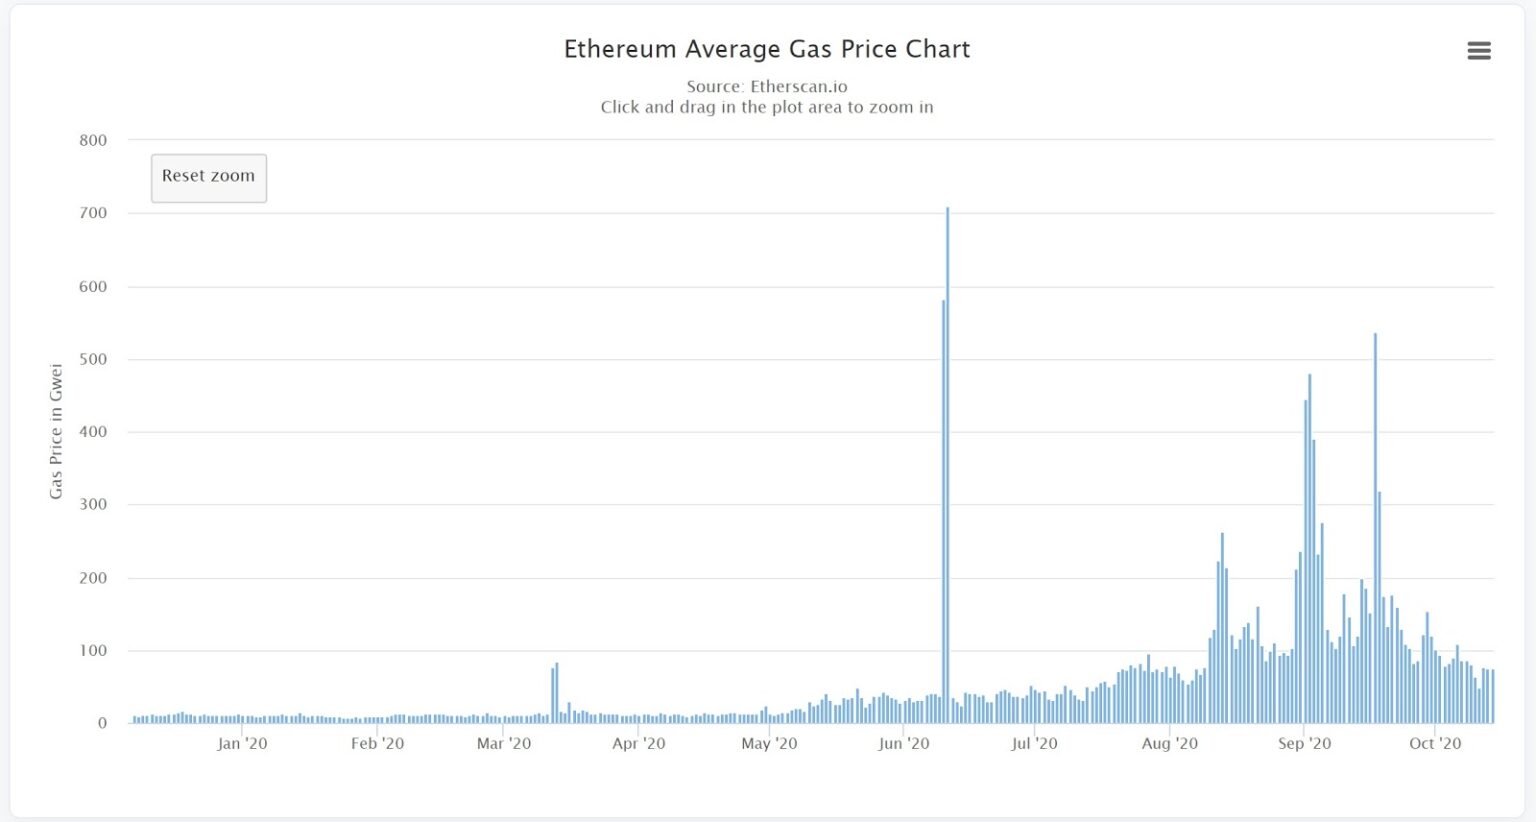 Ethereum Average Gas Price Chart
Source: Etherscan.io
Click and drag in the plot area to zoom in
Reset zoom
Gas Price in Gwei
800
700
600
500
400
300
200
100
0
Jan '20
Feb '20
Mar '20
Apr '20
May '20
Jun '20
Jul '20
Aug '20
Sep '20
Oct '20